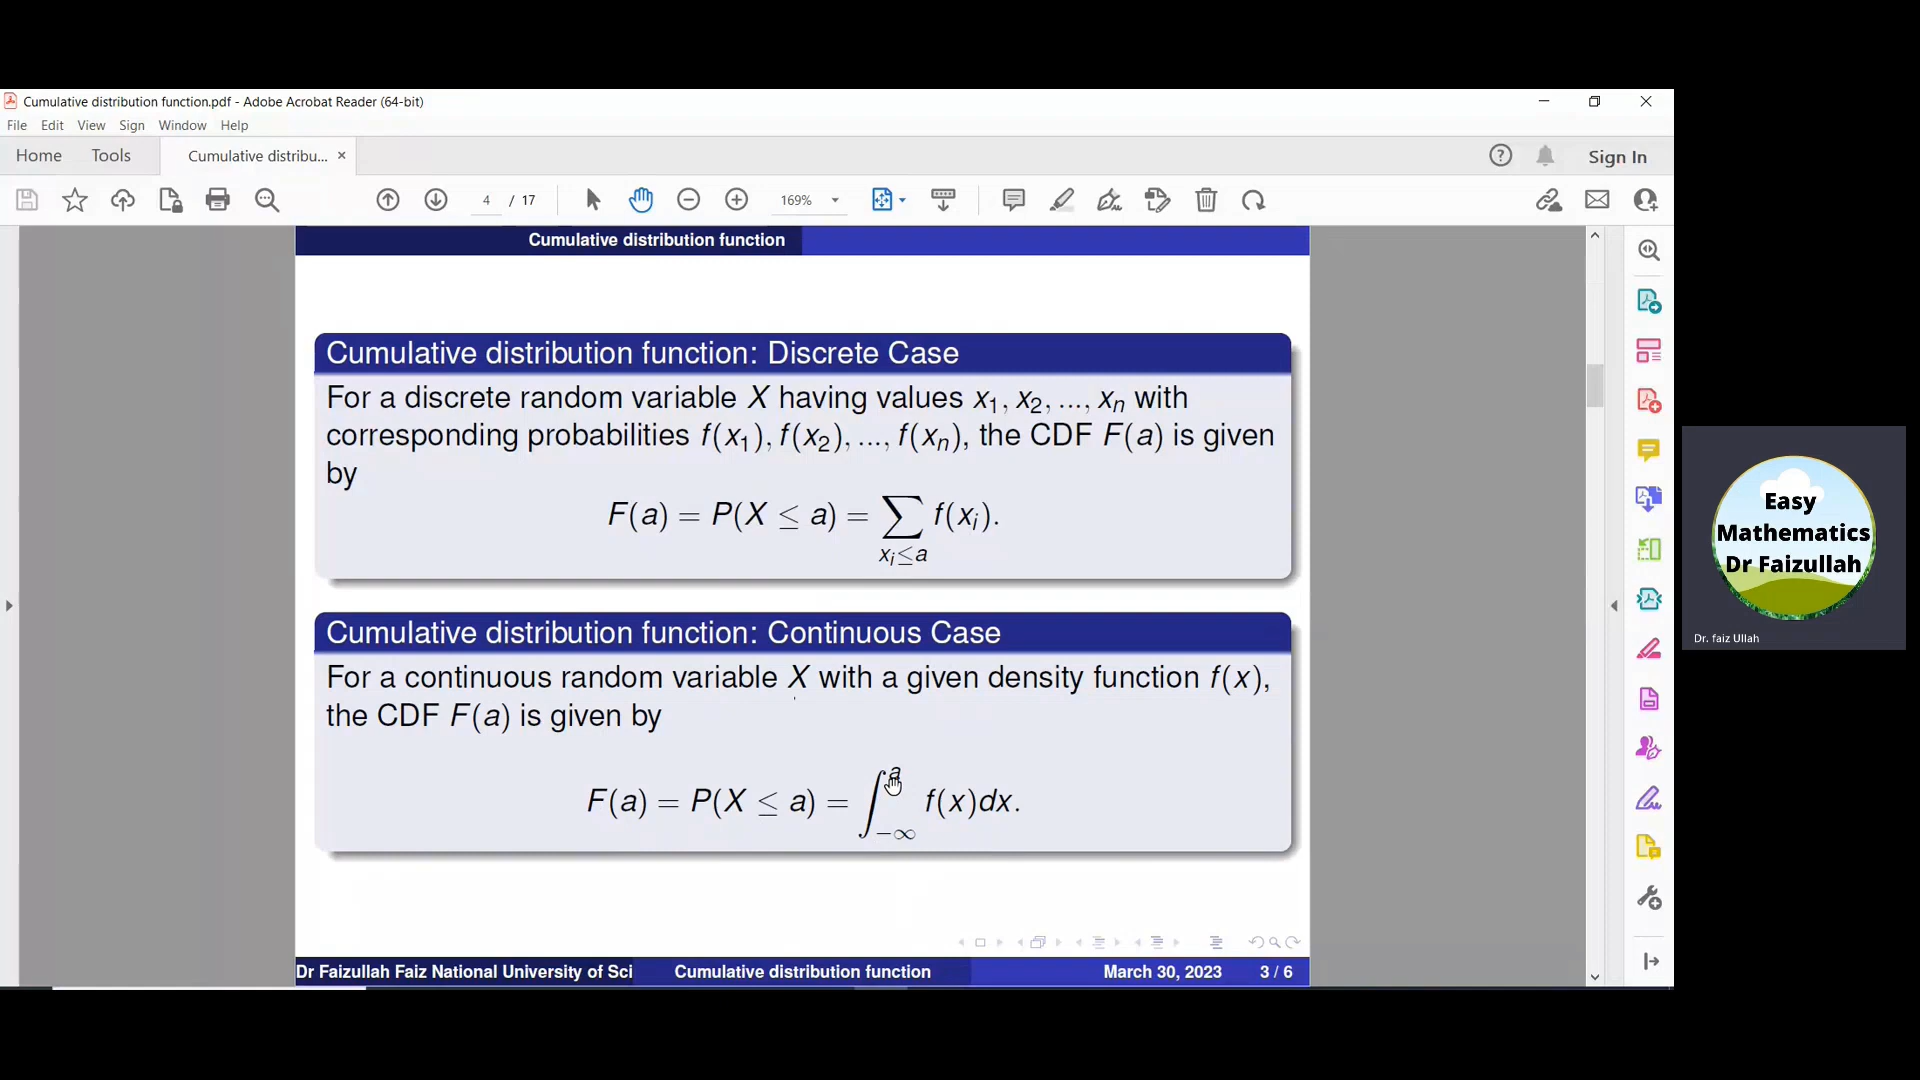 Cumulative distribution function.pdf - Adobe Acrobat Reader (64-bit)
File Edit View Sign Window Help
Home Tools Cumulative distribu... × Sign In
4 / 17 169%
Cumulative distribution function
Cumulative distribution function: Discrete Case
For a discrete random variable X having values x₁, x₂, ..., xₙ with
corresponding probabilities f(x₁), f(x₂), ..., f(xₙ), the CDF F(a) is given
by
F(a) = P(X ≤ a) = ∑ f(xᵢ).
xᵢ≤a
Cumulative distribution function: Continuous Case
For a continuous random variable X with a given density function f(x),
the CDF F(a) is given by
a
F(a) = P(X ≤ a) = ∫ f(x)dx.
−∞
Dr Faizullah Faiz National University of Sci Cumulative distribution function March 30, 2023 3 / 6
Easy
Mathematics
Dr Faizullah
Dr. faiz Ullah